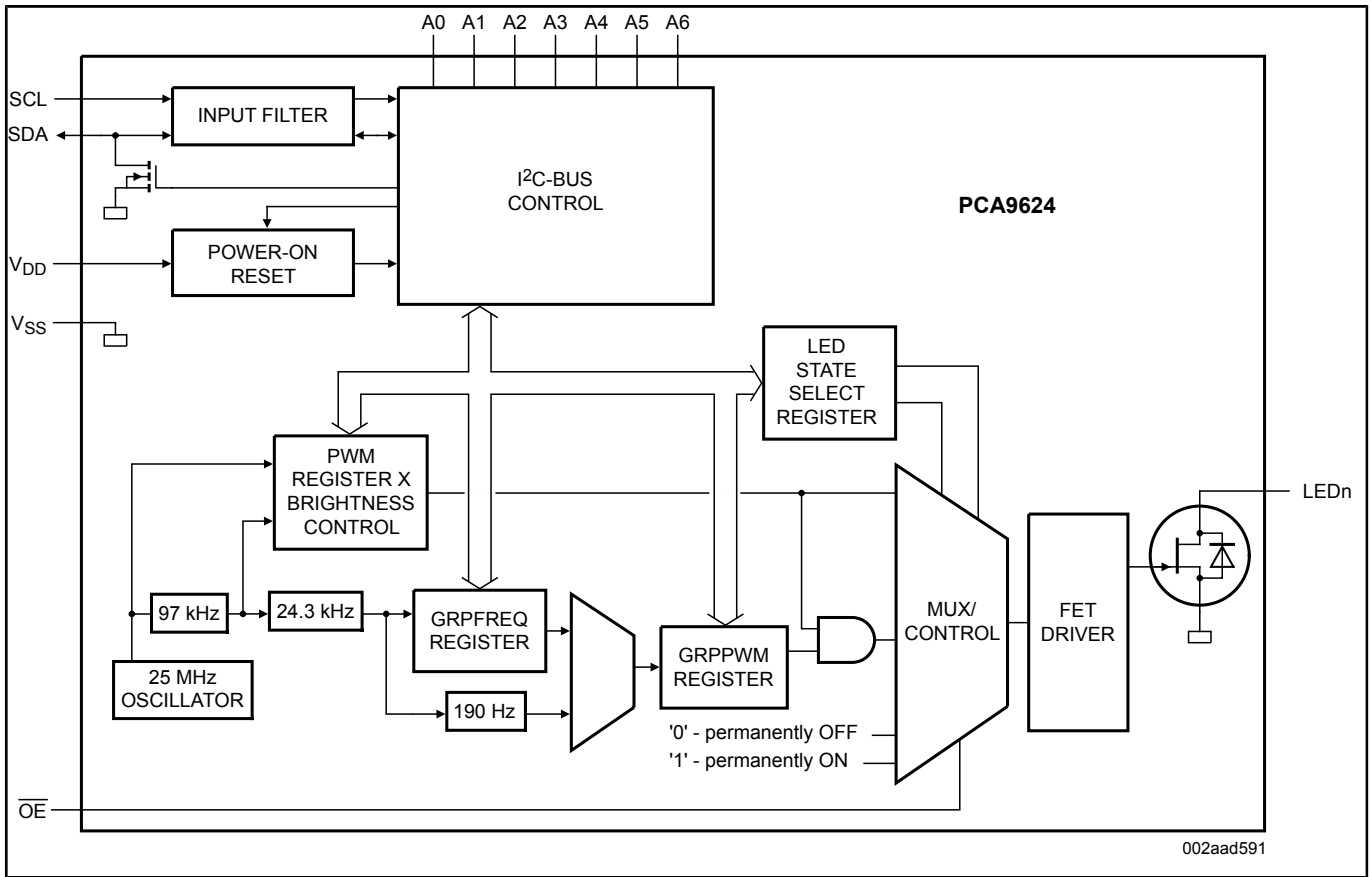 A0 A1 A2 A3 A4 A5 A6
SCL
SDA
INPUT FILTER
I²C-BUS
CONTROL
PCA9624
VDD
POWER-ON
RESET
VSS
LED
STATE
SELECT
REGISTER
PWM
REGISTER X
BRIGHTNESS
CONTROL
LEDn
97 kHz
24.3 kHz
GRPFREQ
REGISTER
MUX/
CONTROL
FET
DRIVER
GRPPWM
REGISTER
25 MHz
OSCILLATOR
190 Hz
'0' - permanently OFF
'1' - permanently ON
O̅E̅
002aad591